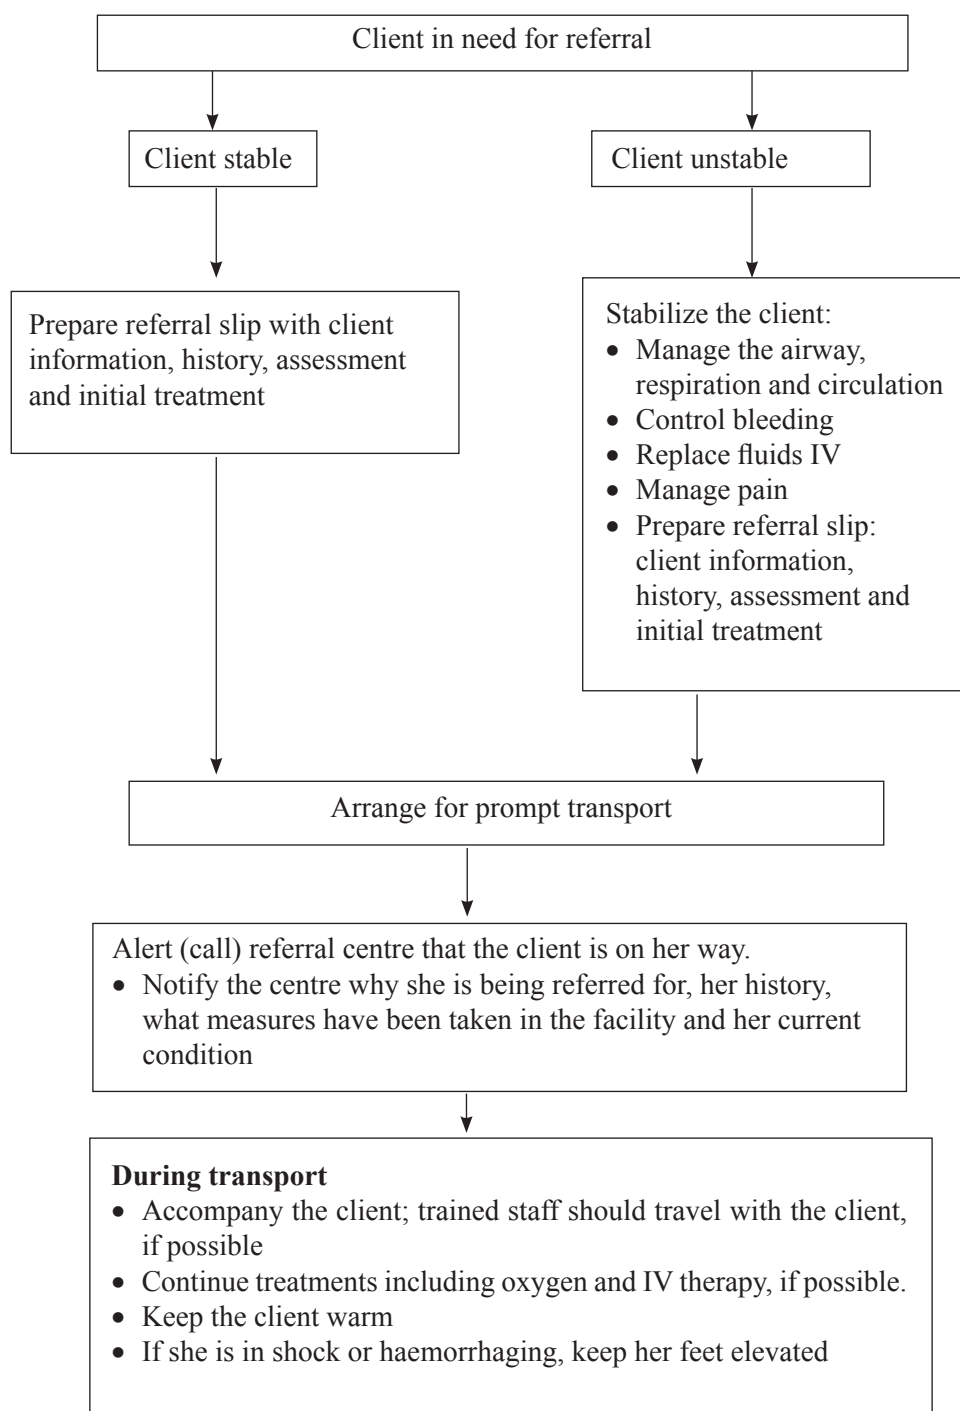 Client in need for referral
Client stable
Client unstable
Prepare referral slip with client
information, history, assessment
and initial treatment
Stabilize the client:
• Manage the airway,
respiration and circulation
• Control bleeding
• Replace fluids IV
• Manage pain
• Prepare referral slip:
client information,
history, assessment and
initial treatment
Arrange for prompt transport
Alert (call) referral centre that the client is on her way.
• Notify the centre why she is being referred for, her history,
what measures have been taken in the facility and her current
condition
During transport
• Accompany the client; trained staff should travel with the client,
if possible
• Continue treatments including oxygen and IV therapy, if possible.
• Keep the client warm
• If she is in shock or haemorrhaging, keep her feet elevated